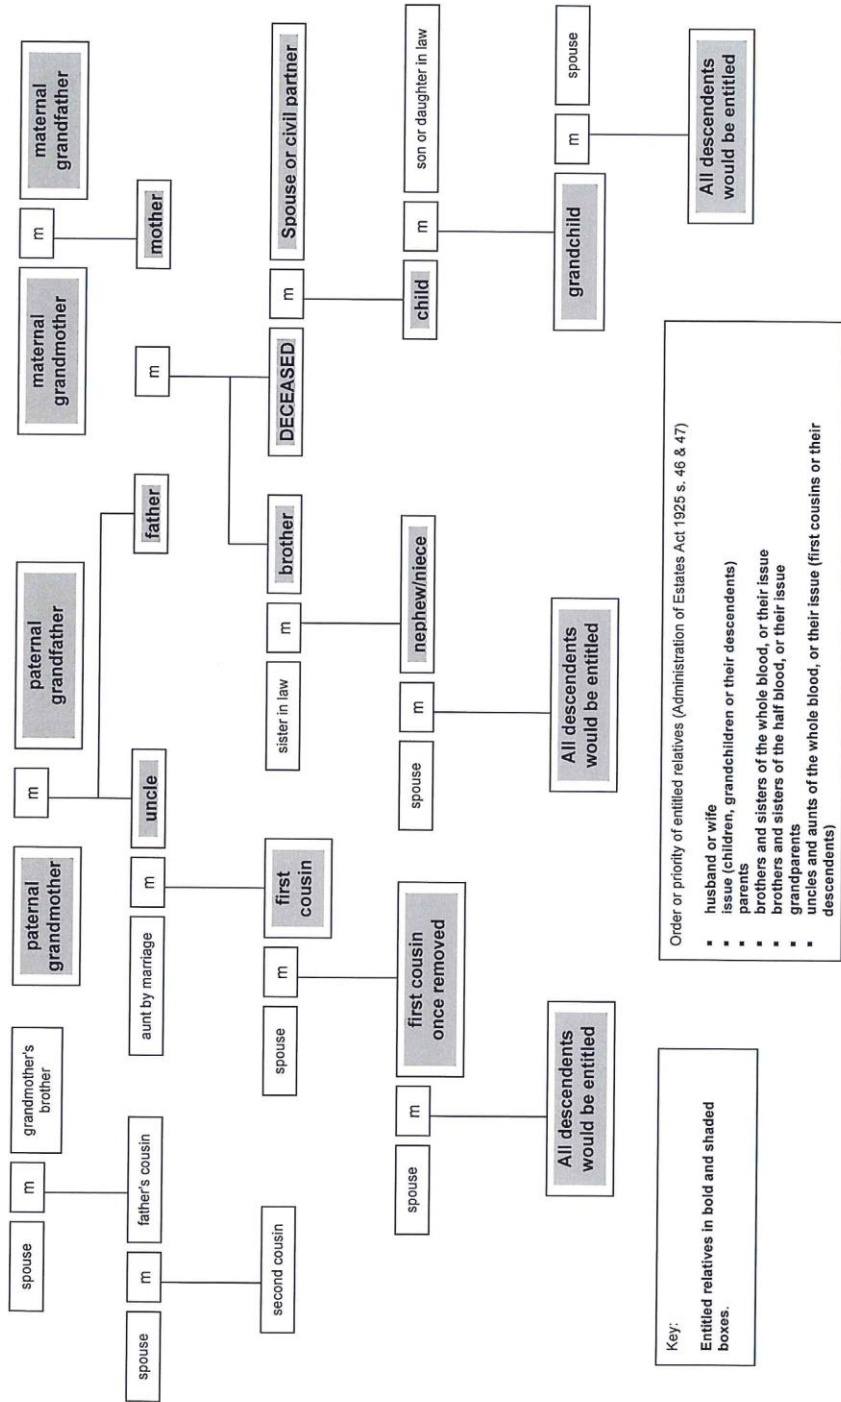 spouse
m
grandmother's
brother
paternal
grandmother
m
paternal
grandfather
maternal
grandmother
m
maternal
grandfather
spouse
m
father's cousin
aunt by marriage
m
uncle
father
m
mother
second cousin
spouse
m
first
cousin
sister in law
m
brother
DECEASED
m
Spouse or civil partner
spouse
m
first cousin
once removed
spouse
m
nephew/niece
child
m
son or daughter in law
All descendents
would be entitled
All descendents
would be entitled
grandchild
m
spouse
All descendents
would be entitled
Key:
Entitled relatives in bold and shaded
boxes.
Order or priority of entitled relatives (Administration of Estates Act 1925 s. 46 & 47)
▪ husband or wife
▪ issue (children, grandchildren or their descendents)
▪ parents
▪ brothers and sisters of the whole blood, or their issue
▪ brothers and sisters of the half blood, or their issue
▪ grandparents
▪ uncles and aunts of the whole blood, or their issue (first cousins or their
descendents)